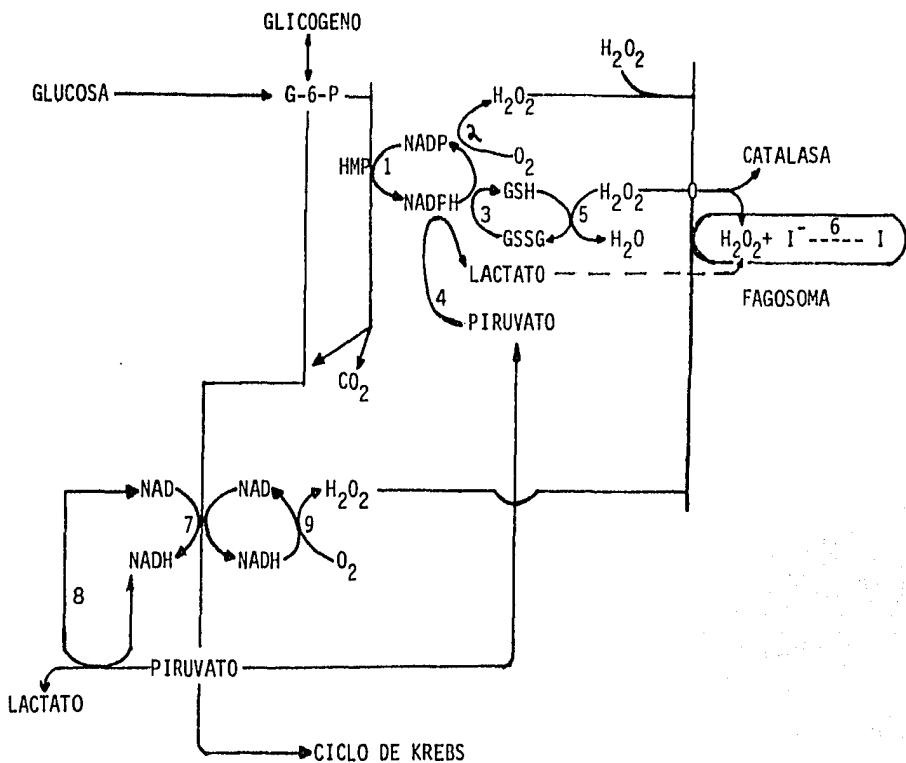 GLICOGENO
H2O2
GLUCOSA G-6-P H2O2
NADP 2 O2 CATALASA
HMP 1
NADPH 3 GSH 5 H2O2 O
GSSG H2O H2O2 + I- ----- 6 I
LACTATO
4 FAGOSOMA
PIRUVATO
CO2
NAD NAD H2O2
7 9
NADH NADH O2
8
PIRUVATO
LACTATO
CICLO DE KREBS